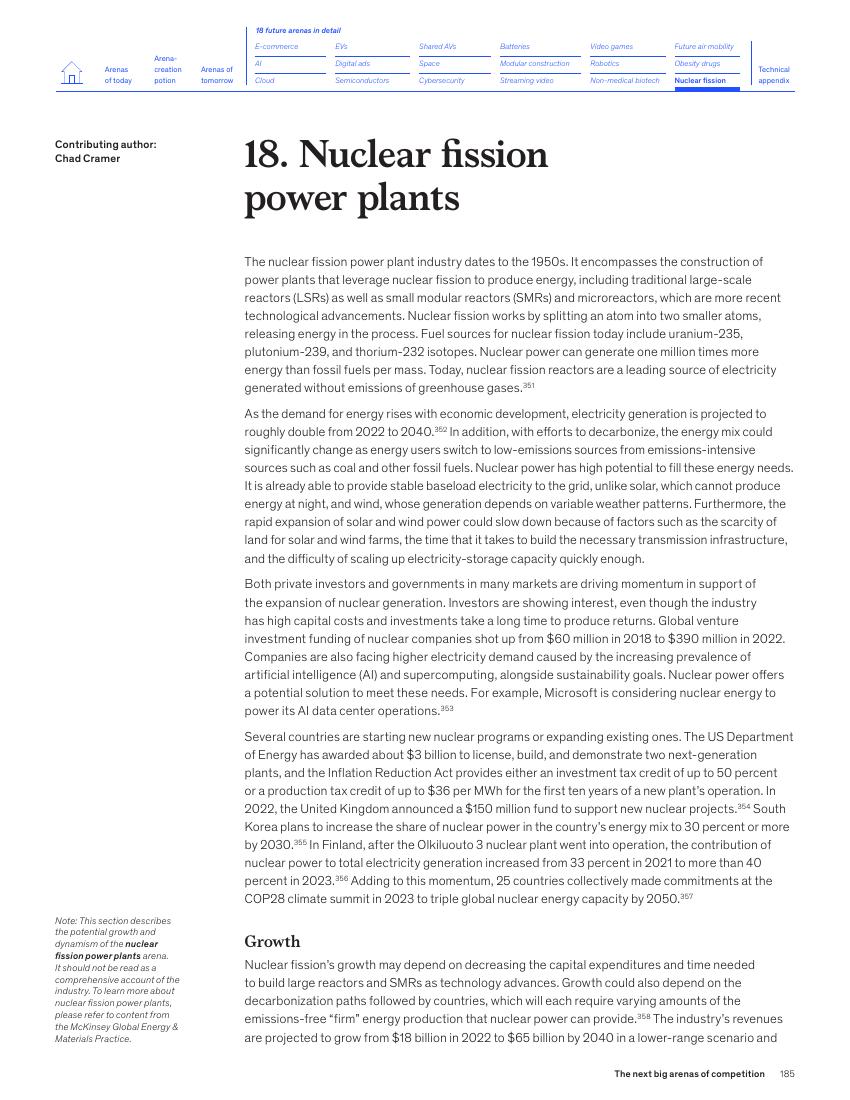 18 future arenas in detail
E-commerce
EVs
Shared AVs
Batteries
Video games
Future air mobility
AI
Digital ads
Space
Modular construction
Robotics
Obesity drugs
Cloud
Semiconductors
Cybersecurity
Streaming video
Non-medical biotech
Nuclear fission
Arenas
of today
Arena-
creation
potion
Arenas of
tomorrow
Technical
appendix
Contributing author:
Chad Cramer
18. Nuclear fission
power plants
The nuclear fission power plant industry dates to the 1950s. It encompasses the construction of
power plants that leverage nuclear fission to produce energy, including traditional large-scale
reactors (LSRs) as well as small modular reactors (SMRs) and microreactors, which are more recent
technological advancements. Nuclear fission works by splitting an atom into two smaller atoms,
releasing energy in the process. Fuel sources for nuclear fission today include uranium-235,
plutonium-239, and thorium-232 isotopes. Nuclear power can generate one million times more
energy than fossil fuels per mass. Today, nuclear fission reactors are a leading source of electricity
generated without emissions of greenhouse gases.351
As the demand for energy rises with economic development, electricity generation is projected to
roughly double from 2022 to 2040.352 In addition, with efforts to decarbonize, the energy mix could
significantly change as energy users switch to low-emissions sources from emissions-intensive
sources such as coal and other fossil fuels. Nuclear power has high potential to fill these energy needs.
It is already able to provide stable baseload electricity to the grid, unlike solar, which cannot produce
energy at night, and wind, whose generation depends on variable weather patterns. Furthermore, the
rapid expansion of solar and wind power could slow down because of factors such as the scarcity of
land for solar and wind farms, the time that it takes to build the necessary transmission infrastructure,
and the difficulty of scaling up electricity-storage capacity quickly enough.
Both private investors and governments in many markets are driving momentum in support of
the expansion of nuclear generation. Investors are showing interest, even though the industry
has high capital costs and investments take a long time to produce returns. Global venture
investment funding of nuclear companies shot up from $60 million in 2018 to $390 million in 2022.
Companies are also facing higher electricity demand caused by the increasing prevalence of
artificial intelligence (AI) and supercomputing, alongside sustainability goals. Nuclear power offers
a potential solution to meet these needs. For example, Microsoft is considering nuclear energy to
power its AI data center operations.353
Several countries are starting new nuclear programs or expanding existing ones. The US Department
of Energy has awarded about $3 billion to license, build, and demonstrate two next-generation
plants, and the Inflation Reduction Act provides either an investment tax credit of up to 50 percent
or a production tax credit of up to $36 per MWh for the first ten years of a new plant's operation. In
2022, the United Kingdom announced a $150 million fund to support new nuclear projects.354 South
Korea plans to increase the share of nuclear power in the country's energy mix to 30 percent or more
by 2030.355 In Finland, after the Olkiluouto 3 nuclear plant went into operation, the contribution of
nuclear power to total electricity generation increased from 33 percent in 2021 to more than 40
percent in 2023.356 Adding to this momentum, 25 countries collectively made commitments at the
COP28 climate summit in 2023 to triple global nuclear energy capacity by 2050.357
Note: This section describes
the potential growth and
dynamism of the nuclear
fission power plants arena.
It should not be read as a
comprehensive account of the
industry. To learn more about
nuclear fission power plants,
please refer to content from
the McKinsey Global Energy &
Materials Practice.
Growth
Nuclear fission's growth may depend on decreasing the capital expenditures and time needed
to build large reactors and SMRs as technology advances. Growth could also depend on the
decarbonization paths followed by countries, which will each require varying amounts of the
emissions-free “firm” energy production that nuclear power can provide.358 The industry's revenues
are projected to grow from $18 billion in 2022 to $65 billion by 2040 in a lower-range scenario and
The next big arenas of competition 185